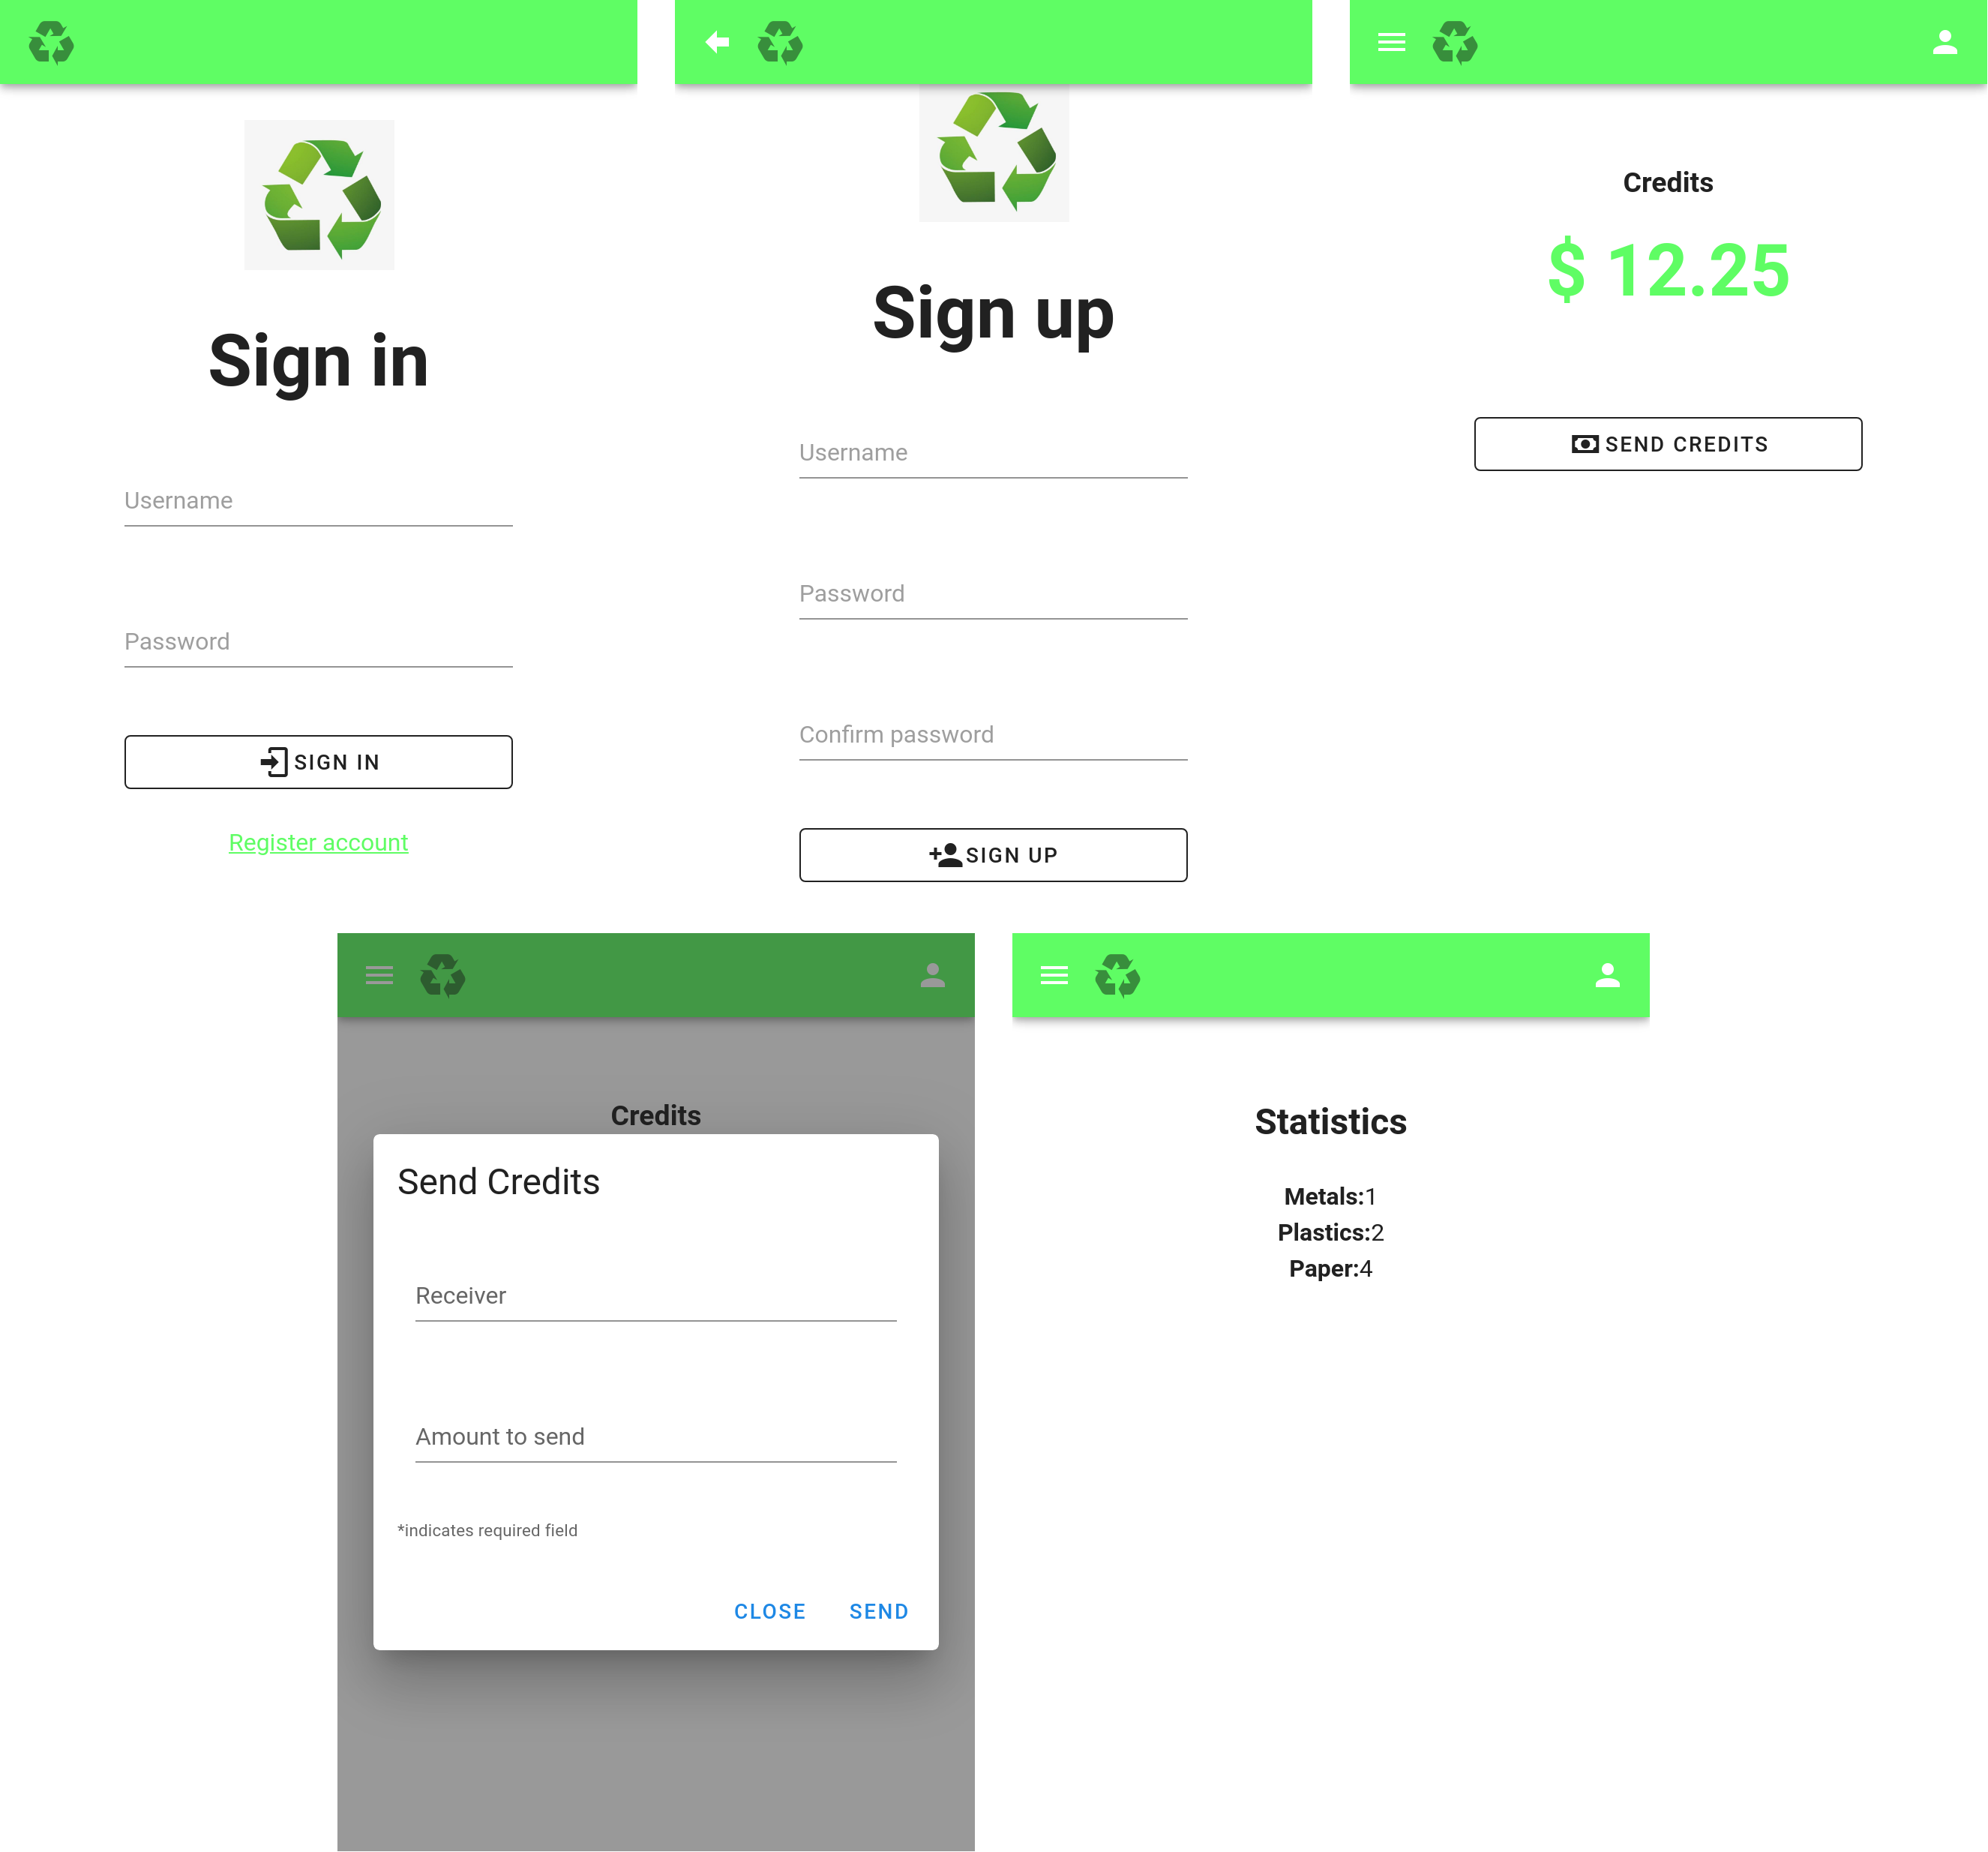 Sign in
Username
Password
SIGN IN
Register account
Sign up
Username
Password
Confirm password
SIGN UP
Credits
$ 12.25
SEND CREDITS
Credits
Send Credits
Receiver
Amount to send
*indicates required field
CLOSE SEND
Statistics
Metals:1
Plastics:2
Paper:4